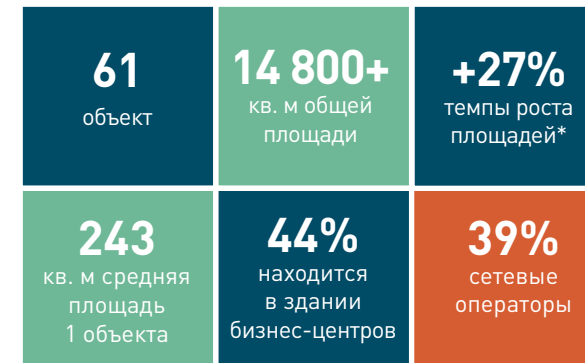 61
объект
14 800+
кв. м общей
площади
+27%
темпы роста
площадей*
243
кв. м средняя
площадь
1 объекта
44%
находится
в здании
бизнес-центров
39%
сетевые
операторы